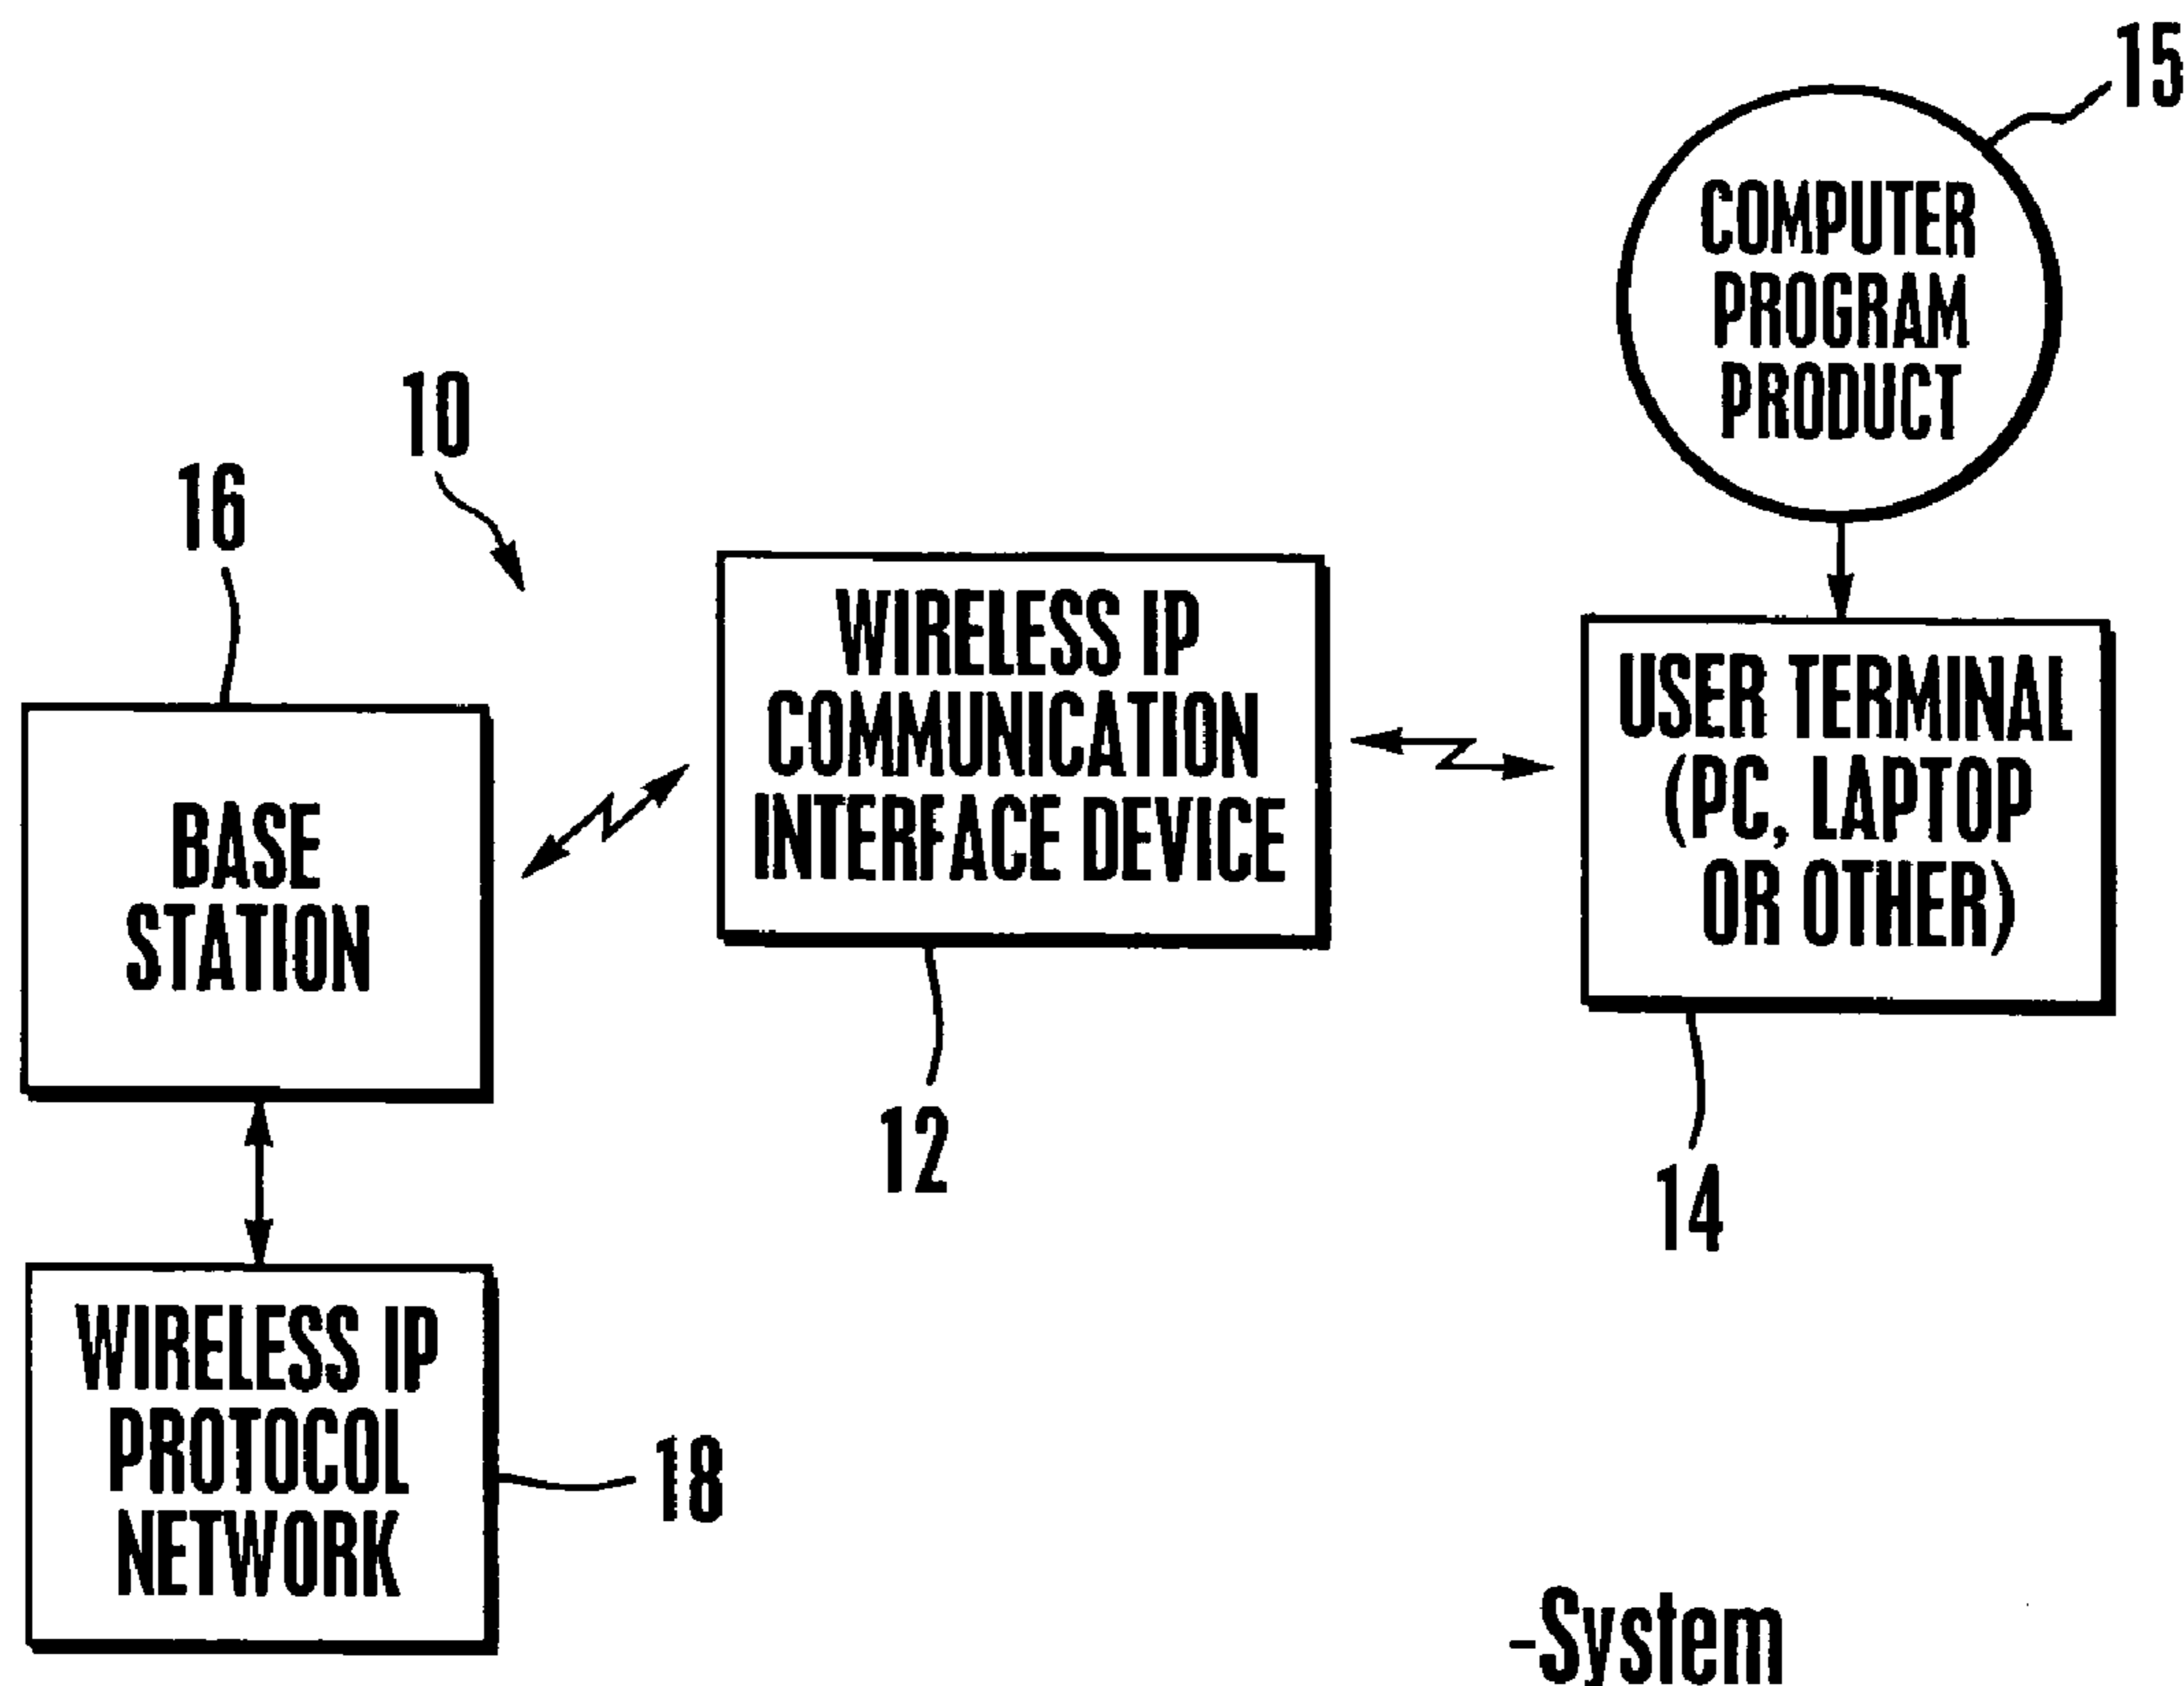 15
COMPUTER
PROGRAM
PRODUCT
10
16
WIRELESS IP
COMMUNICATION
INTERFACE DEVICE
USER TERMINAL
(PC, LAPTOP
OR OTHER)
BASE
STATION
12
14
WIRELESS IP
PROTOCOL
NETWORK
18
-System